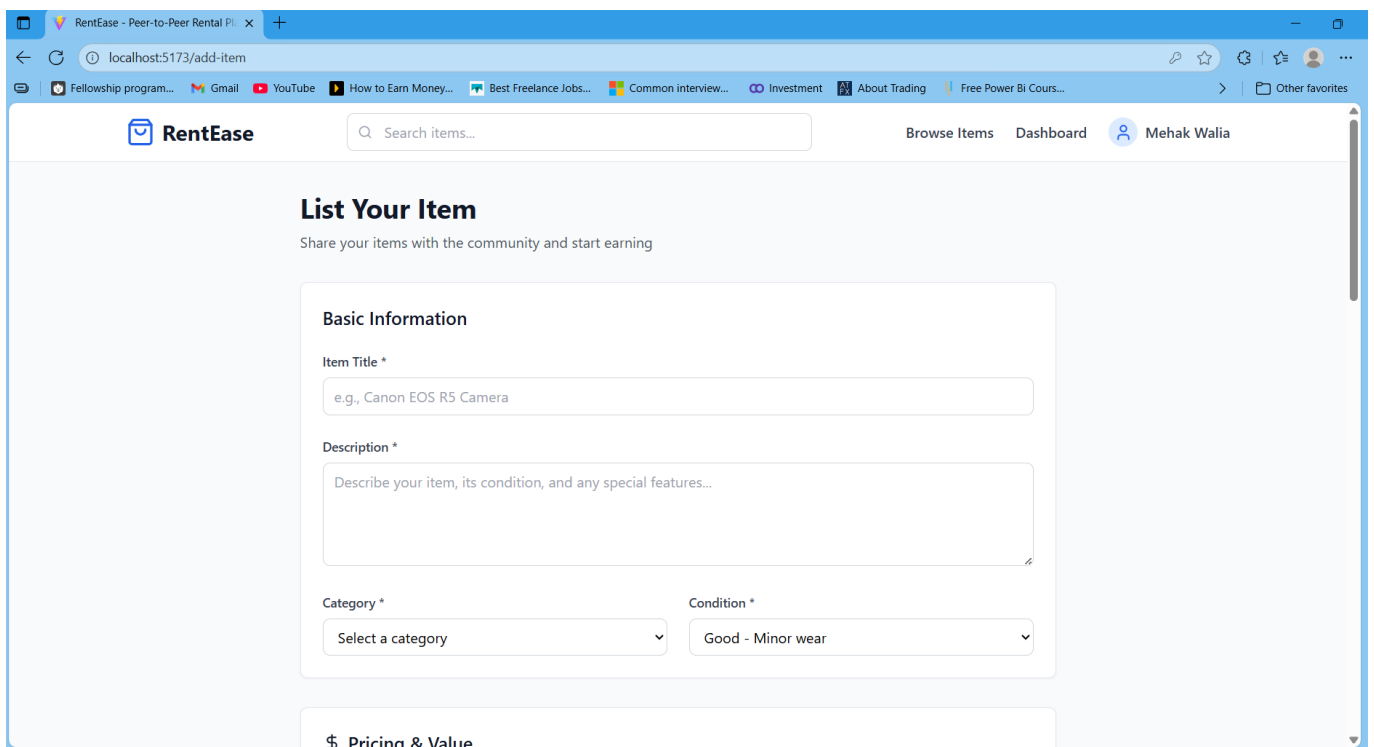 RentEase - Peer-to-Peer Rental Pl
localhost:5173/add-item
Fellowship program... Gmail YouTube How to Earn Money... Best Freelance Jobs... Common interview... Investment About Trading Free Power Bi Cours... Other favorites
RentEase Search items... Browse Items Dashboard Mehak Walia
List Your Item
Share your items with the community and start earning
Basic Information
Item Title *
e.g., Canon EOS R5 Camera
Description *
Describe your item, its condition, and any special features...
Category * Condition *
Select a category Good - Minor wear
$ Pricing & Value